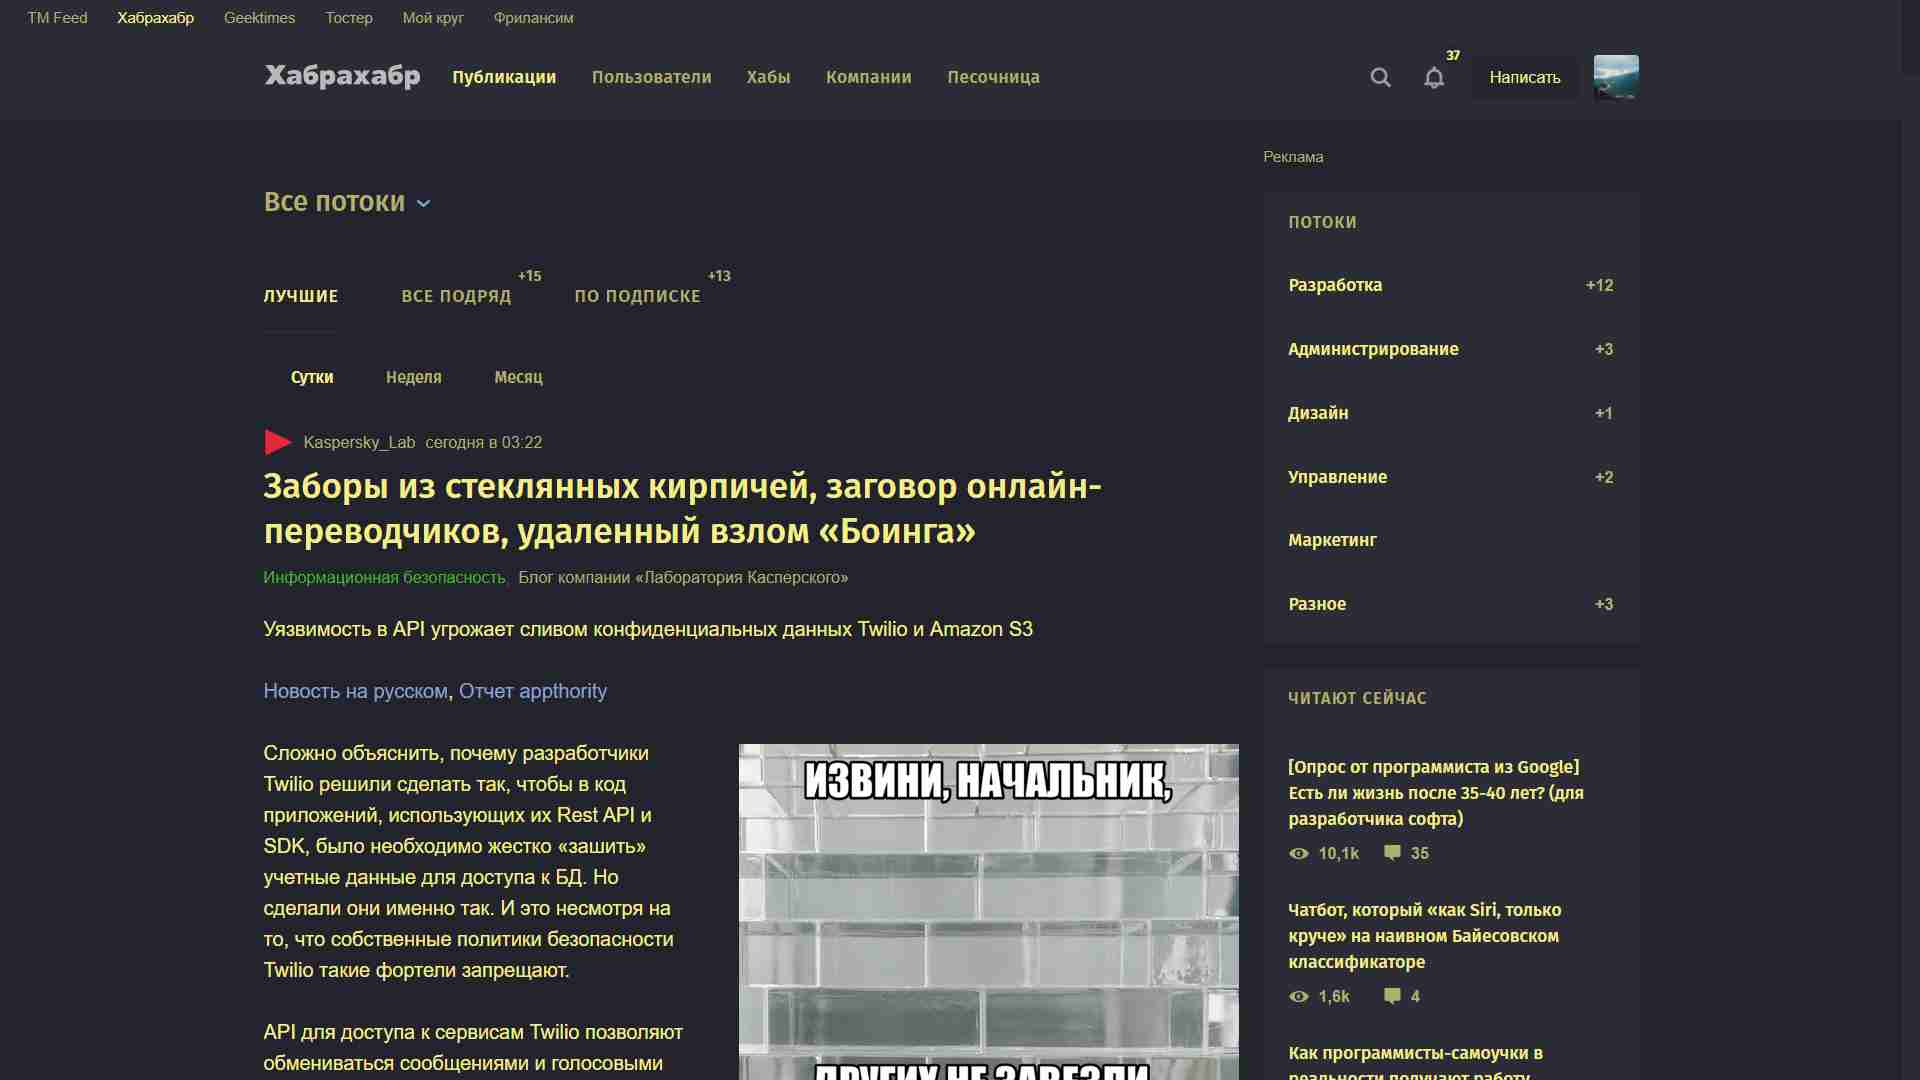 TM Feed
Хабрахабр
Geektimes
Тостер
Мой круг
Фрилансим
Хабрахабр
Публикации
Пользователи
Хабы
Компании
Песочница
37
Написать
Реклама
Все потоки
ЛУЧШИЕ
ВСЕ ПОДРЯД
+15
ПО ПОДПИСКЕ
+13
Сутки
Неделя
Месяц
Kaspersky_Lab сегодня в 03:22
Заборы из стеклянных кирпичей, заговор онлайн-
переводчиков, удаленный взлом «Боинга»
Информационная безопасность, Блог компании «Лаборатория Касперского»
Уязвимость в API угрожает сливом конфиденциальных данных Twilio и Amazon S3
Новость на русском, Отчет appthority
Сложно объяснить, почему разработчики
Twilio решили сделать так, чтобы в код
приложений, использующих их Rest API и
SDK, было необходимо жестко «зашить»
учетные данные для доступа к БД. Но
сделали они именно так. И это несмотря на
то, что собственные политики безопасности
Twilio такие фортели запрещают.
API для доступа к сервисам Twilio позволяют
обмениваться сообщениями и голосовыми
ИЗВИНИ, НАЧАЛЬНИК,
ДРУГИХ НЕ ЗАВЕЗЛИ
ПОТОКИ
Разработка +12
Администрирование +3
Дизайн +1
Управление +2
Маркетинг
Разное +3
ЧИТАЮТ СЕЙЧАС
[Опрос от программиста из Google]
Есть ли жизнь после 35-40 лет? (для
разработчика софта)
10,1k 35
Чатбот, который «как Siri, только
круче» на наивном Байесовском
классификаторе
1,6k 4
Как программисты-самоучки в
реальности получают работу